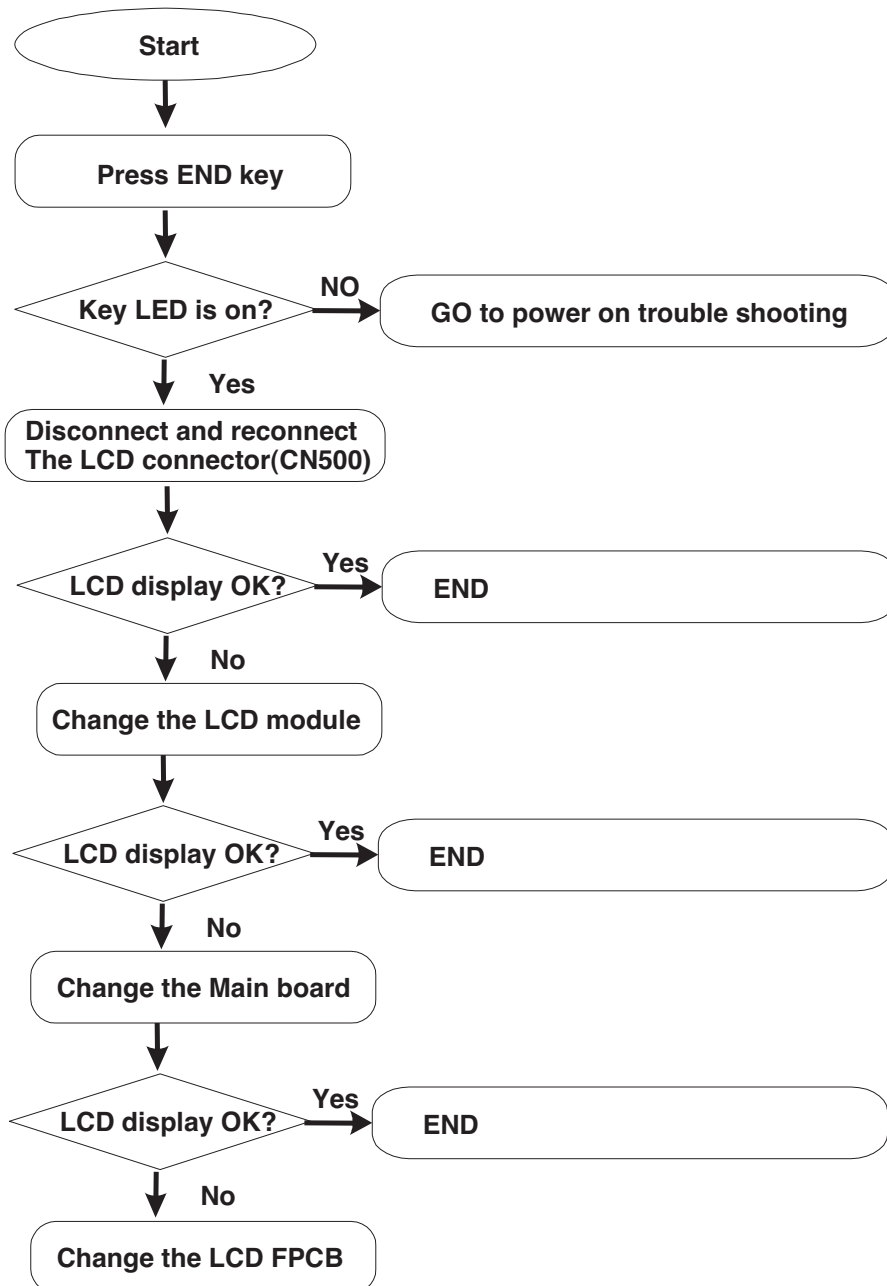 Start
Press END key
Key LED is on?
NO
GO to power on trouble shooting
Yes
Disconnect and reconnect
The LCD connector(CN500)
LCD display OK?
Yes
END
No
Change the LCD module
LCD display OK?
Yes
END
No
Change the Main board
LCD display OK?
Yes
END
No
Change the LCD FPCB